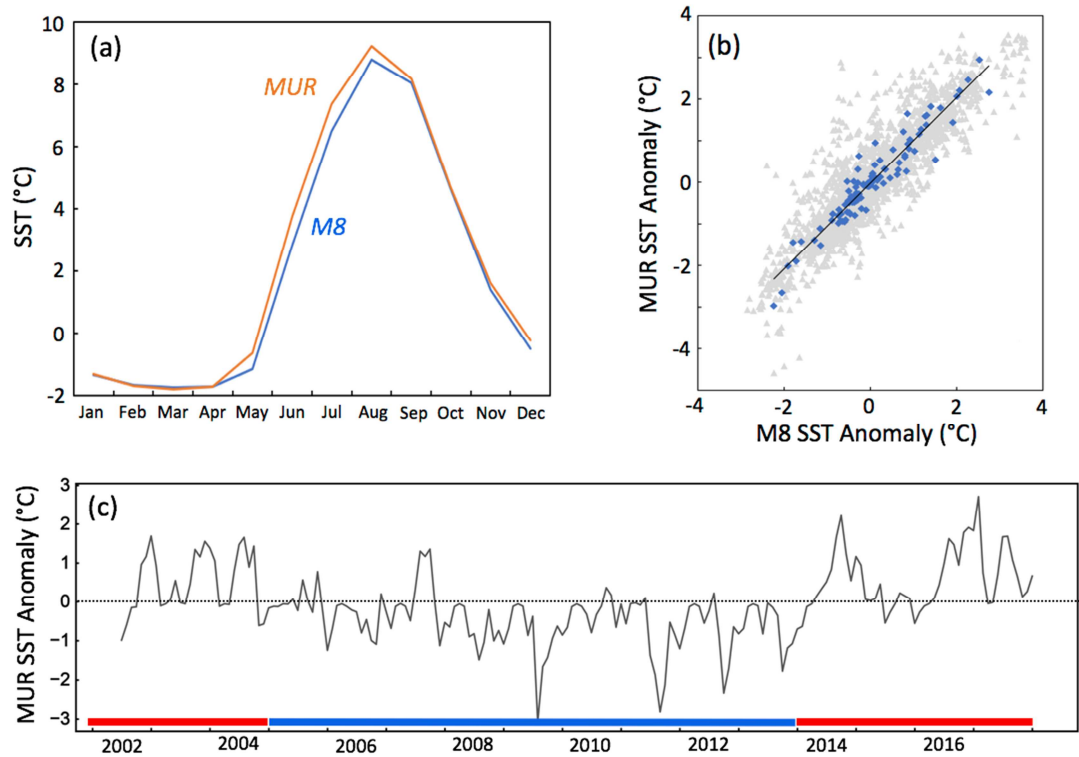 (a)
SST (°C)
10
8
6
4
2
0
-2
MUR
M8
Jan Feb Mar Apr May Jun Jul Aug Sep Oct Nov Dec
(b)
MUR SST Anomaly (°C)
4
2
0
-2
-4
-4 -2 0 2 4
M8 SST Anomaly (°C)
(c)
MUR SST Anomaly (°C)
3
2
1
0
−1
−2
−3
2002 2004 2006 2008 2010 2012 2014 2016